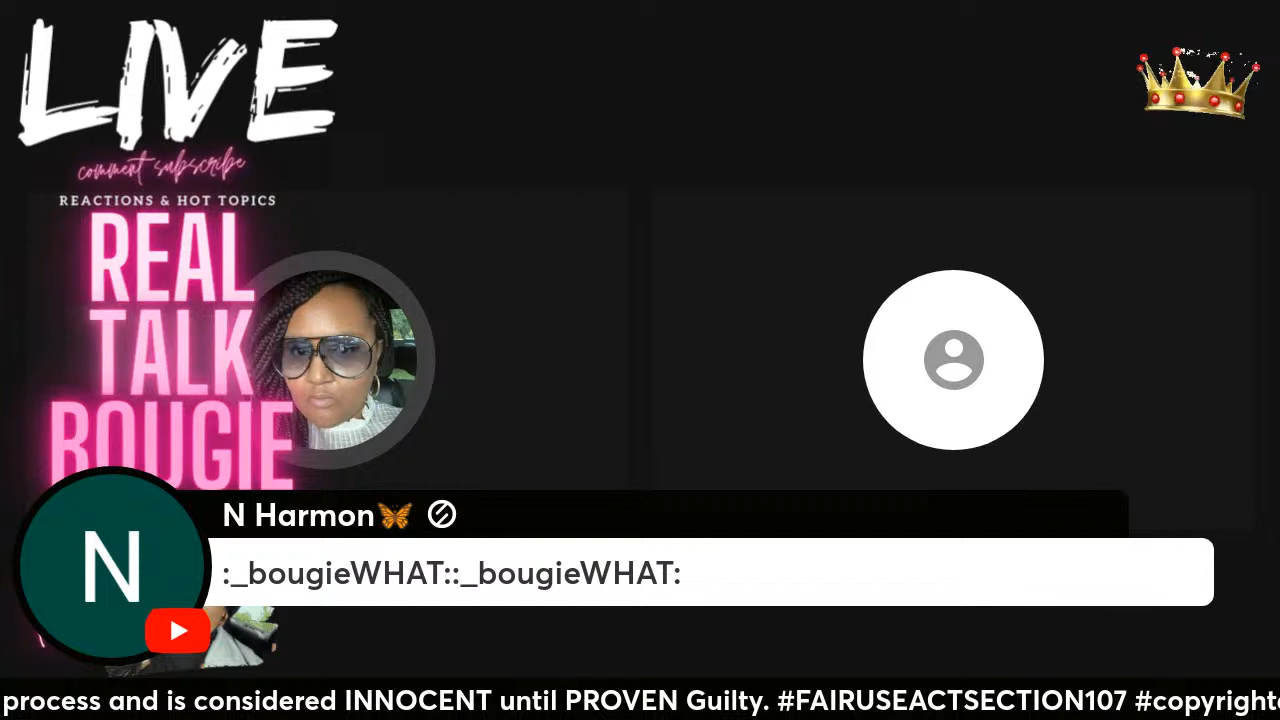 LIVE
comment subscribe
REACTIONS & HOT TOPICS
REAL
TALK
BOUGIE
N
N Harmon
:_bougieWHAT::_bougieWHAT:
process and is considered INNOCENT until PROVEN Guilty. #FAIRUSEACTSECTION107 #copyright